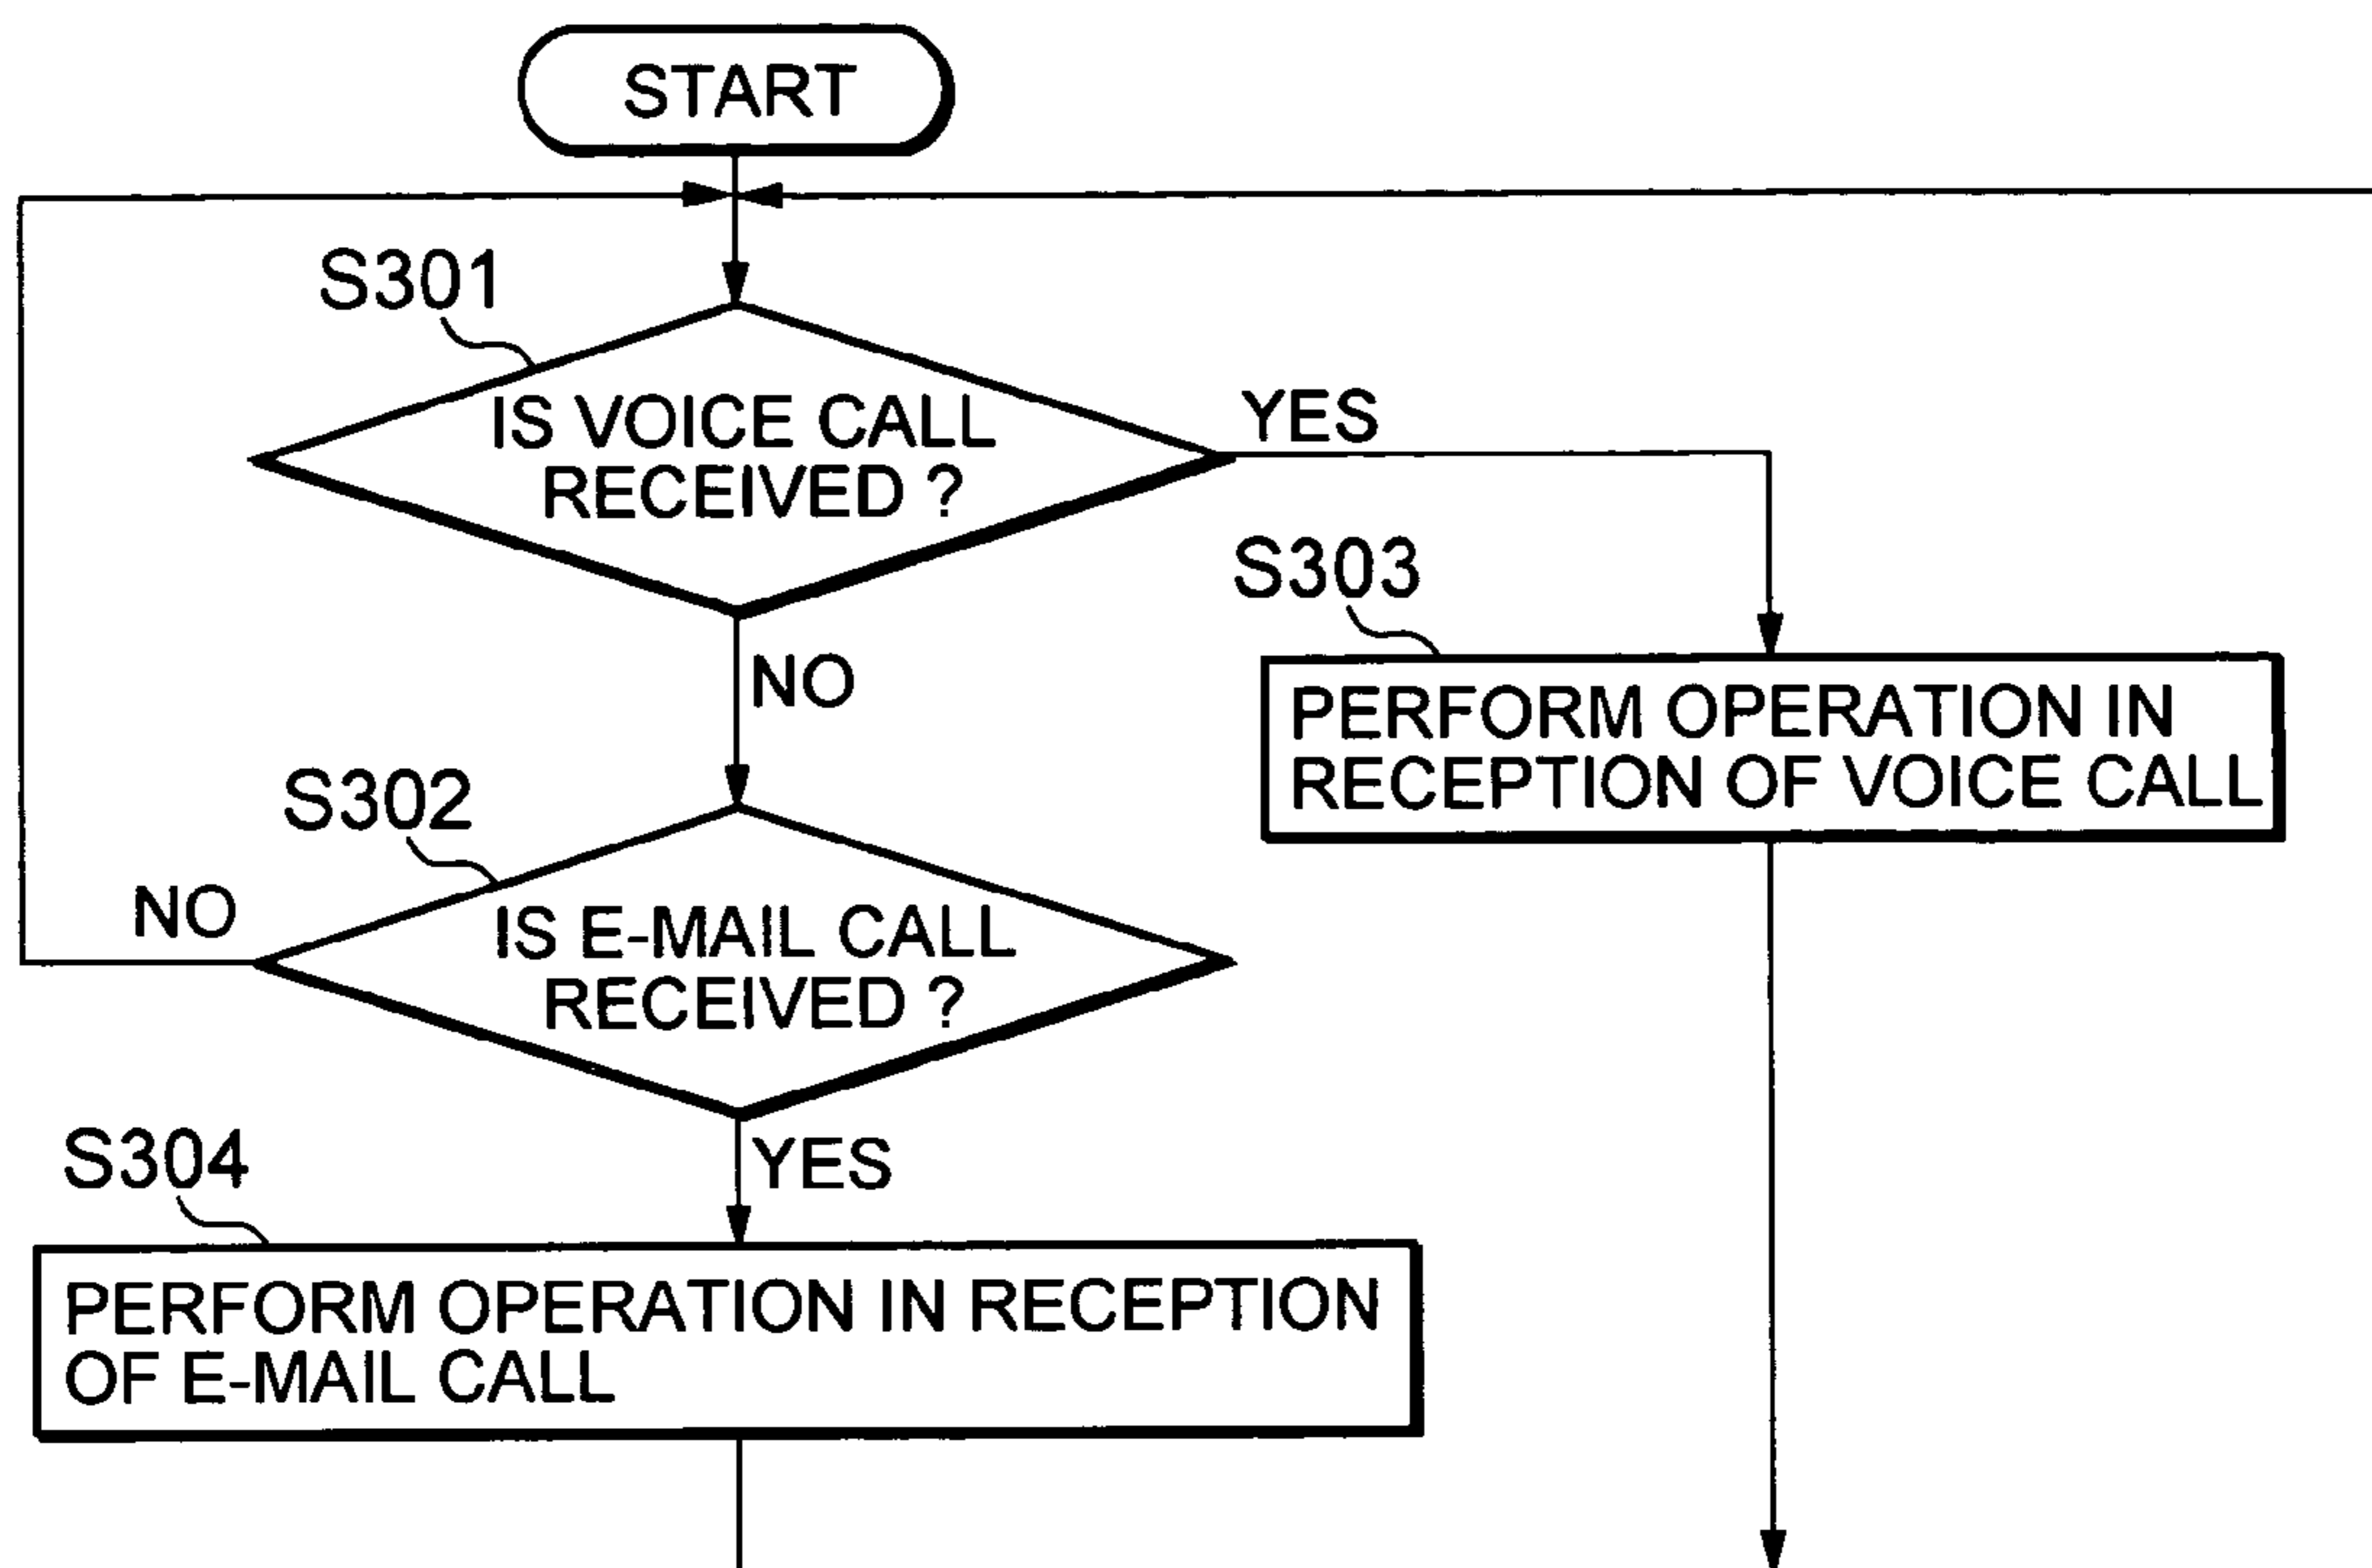 START
S301
IS VOICE CALL
RECEIVED ?
YES
NO
S303
PERFORM OPERATION IN
RECEPTION OF VOICE CALL
S302
NO
IS E-MAIL CALL
RECEIVED ?
YES
S304
PERFORM OPERATION IN RECEPTION
OF E-MAIL CALL